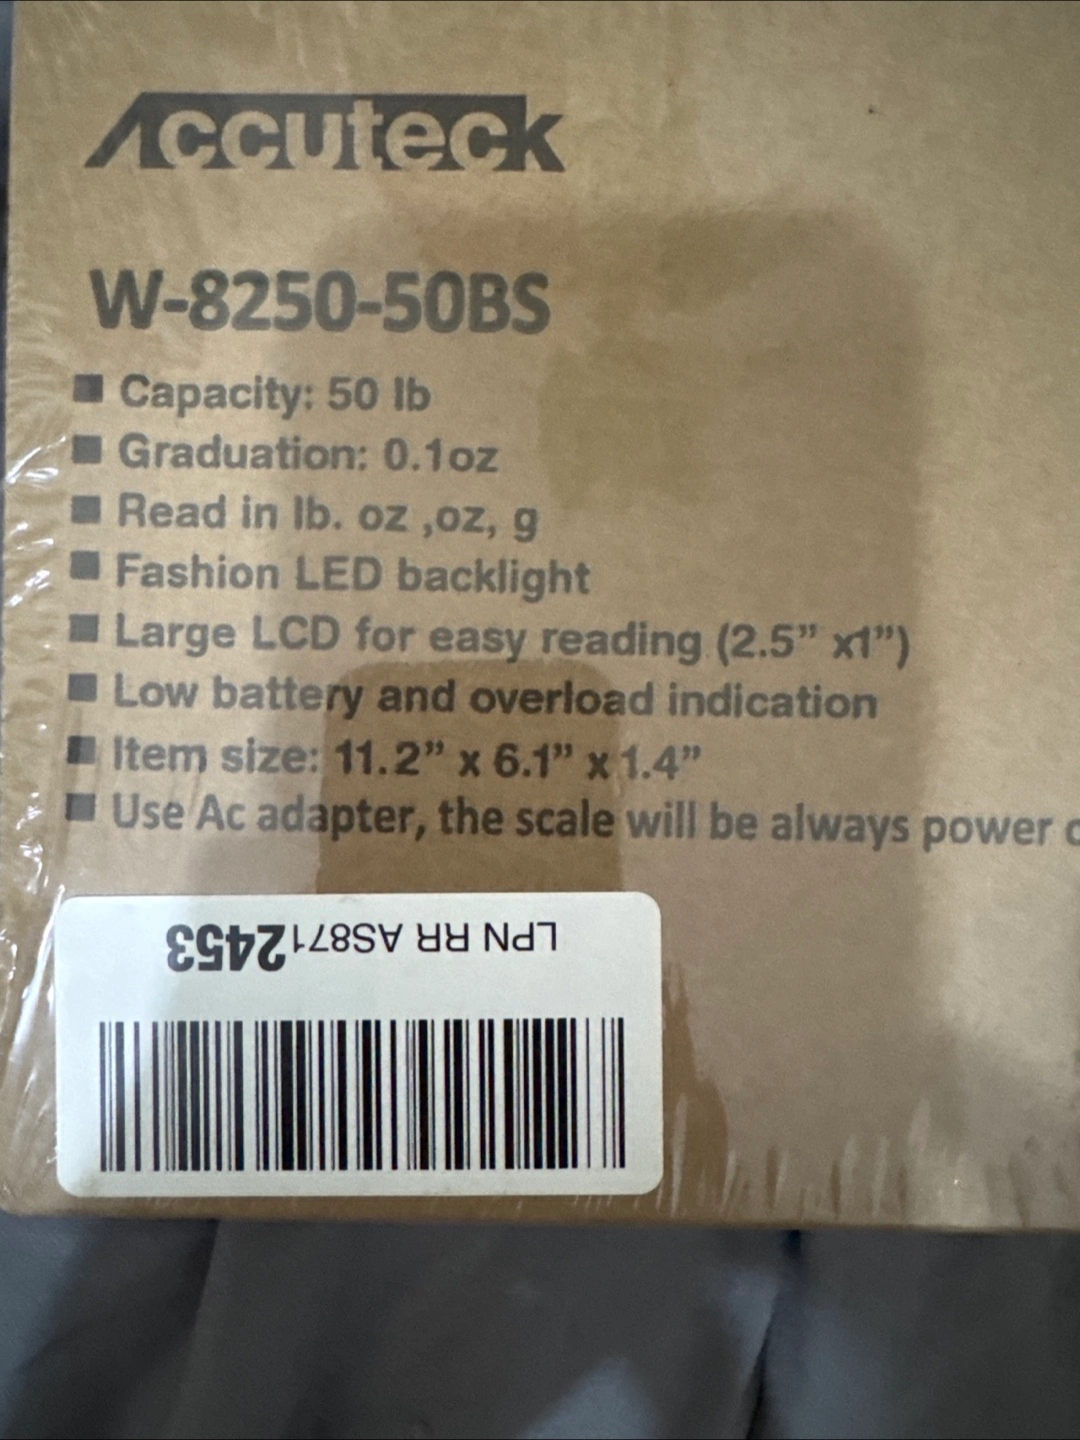 Accuteck
W-8250-50BS
■ Capacity: 50 lb
■ Graduation: 0.1oz
■ Read in lb. oz ,oz, g
■ Fashion LED backlight
■ Large LCD for easy reading (2.5” x1”)
■ Low battery and overload indication
■ Item size: 11.2” x 6.1” x 1.4”
■ Use Ac adapter, the scale will be always power
LPN RR AS8712453